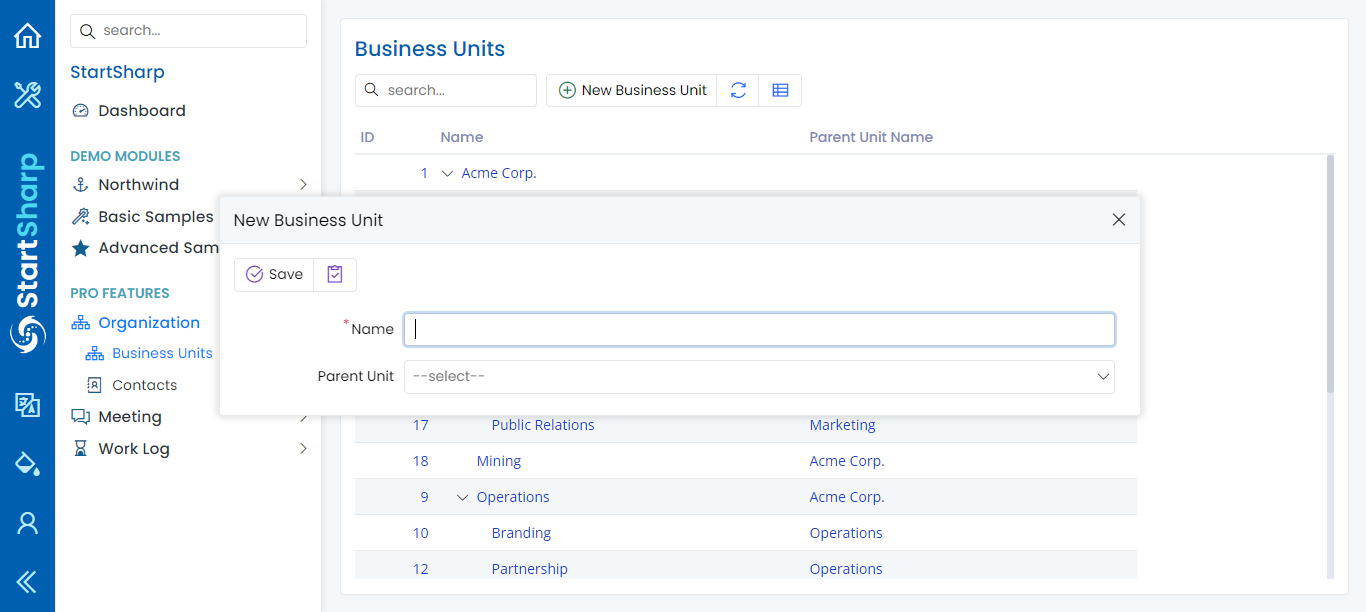 StartSharp
search...
StartSharp
Dashboard
DEMO MODULES
Northwind
Basic Samples
Advanced Sam
PRO FEATURES
Organization
Business Units
Contacts
Meeting
Work Log
Business Units
search... New Business Unit
ID Name Parent Unit Name
1 Acme Corp.
New Business Unit
Save
*Name
Parent Unit --select--
17 Public Relations Marketing
18 Mining Acme Corp.
9 Operations Acme Corp.
10 Branding Operations
12 Partnership Operations